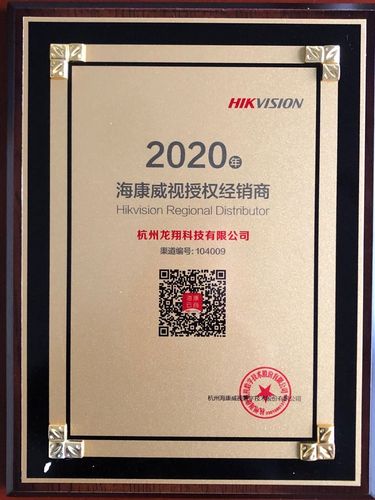 HIKVISION
2020年
海康威视授权经销商
Hikvision Regional Distributor
杭州龙翔科技有限公司
渠道编号: 104009
海康
杭州海康威视数字技术股份有限公司